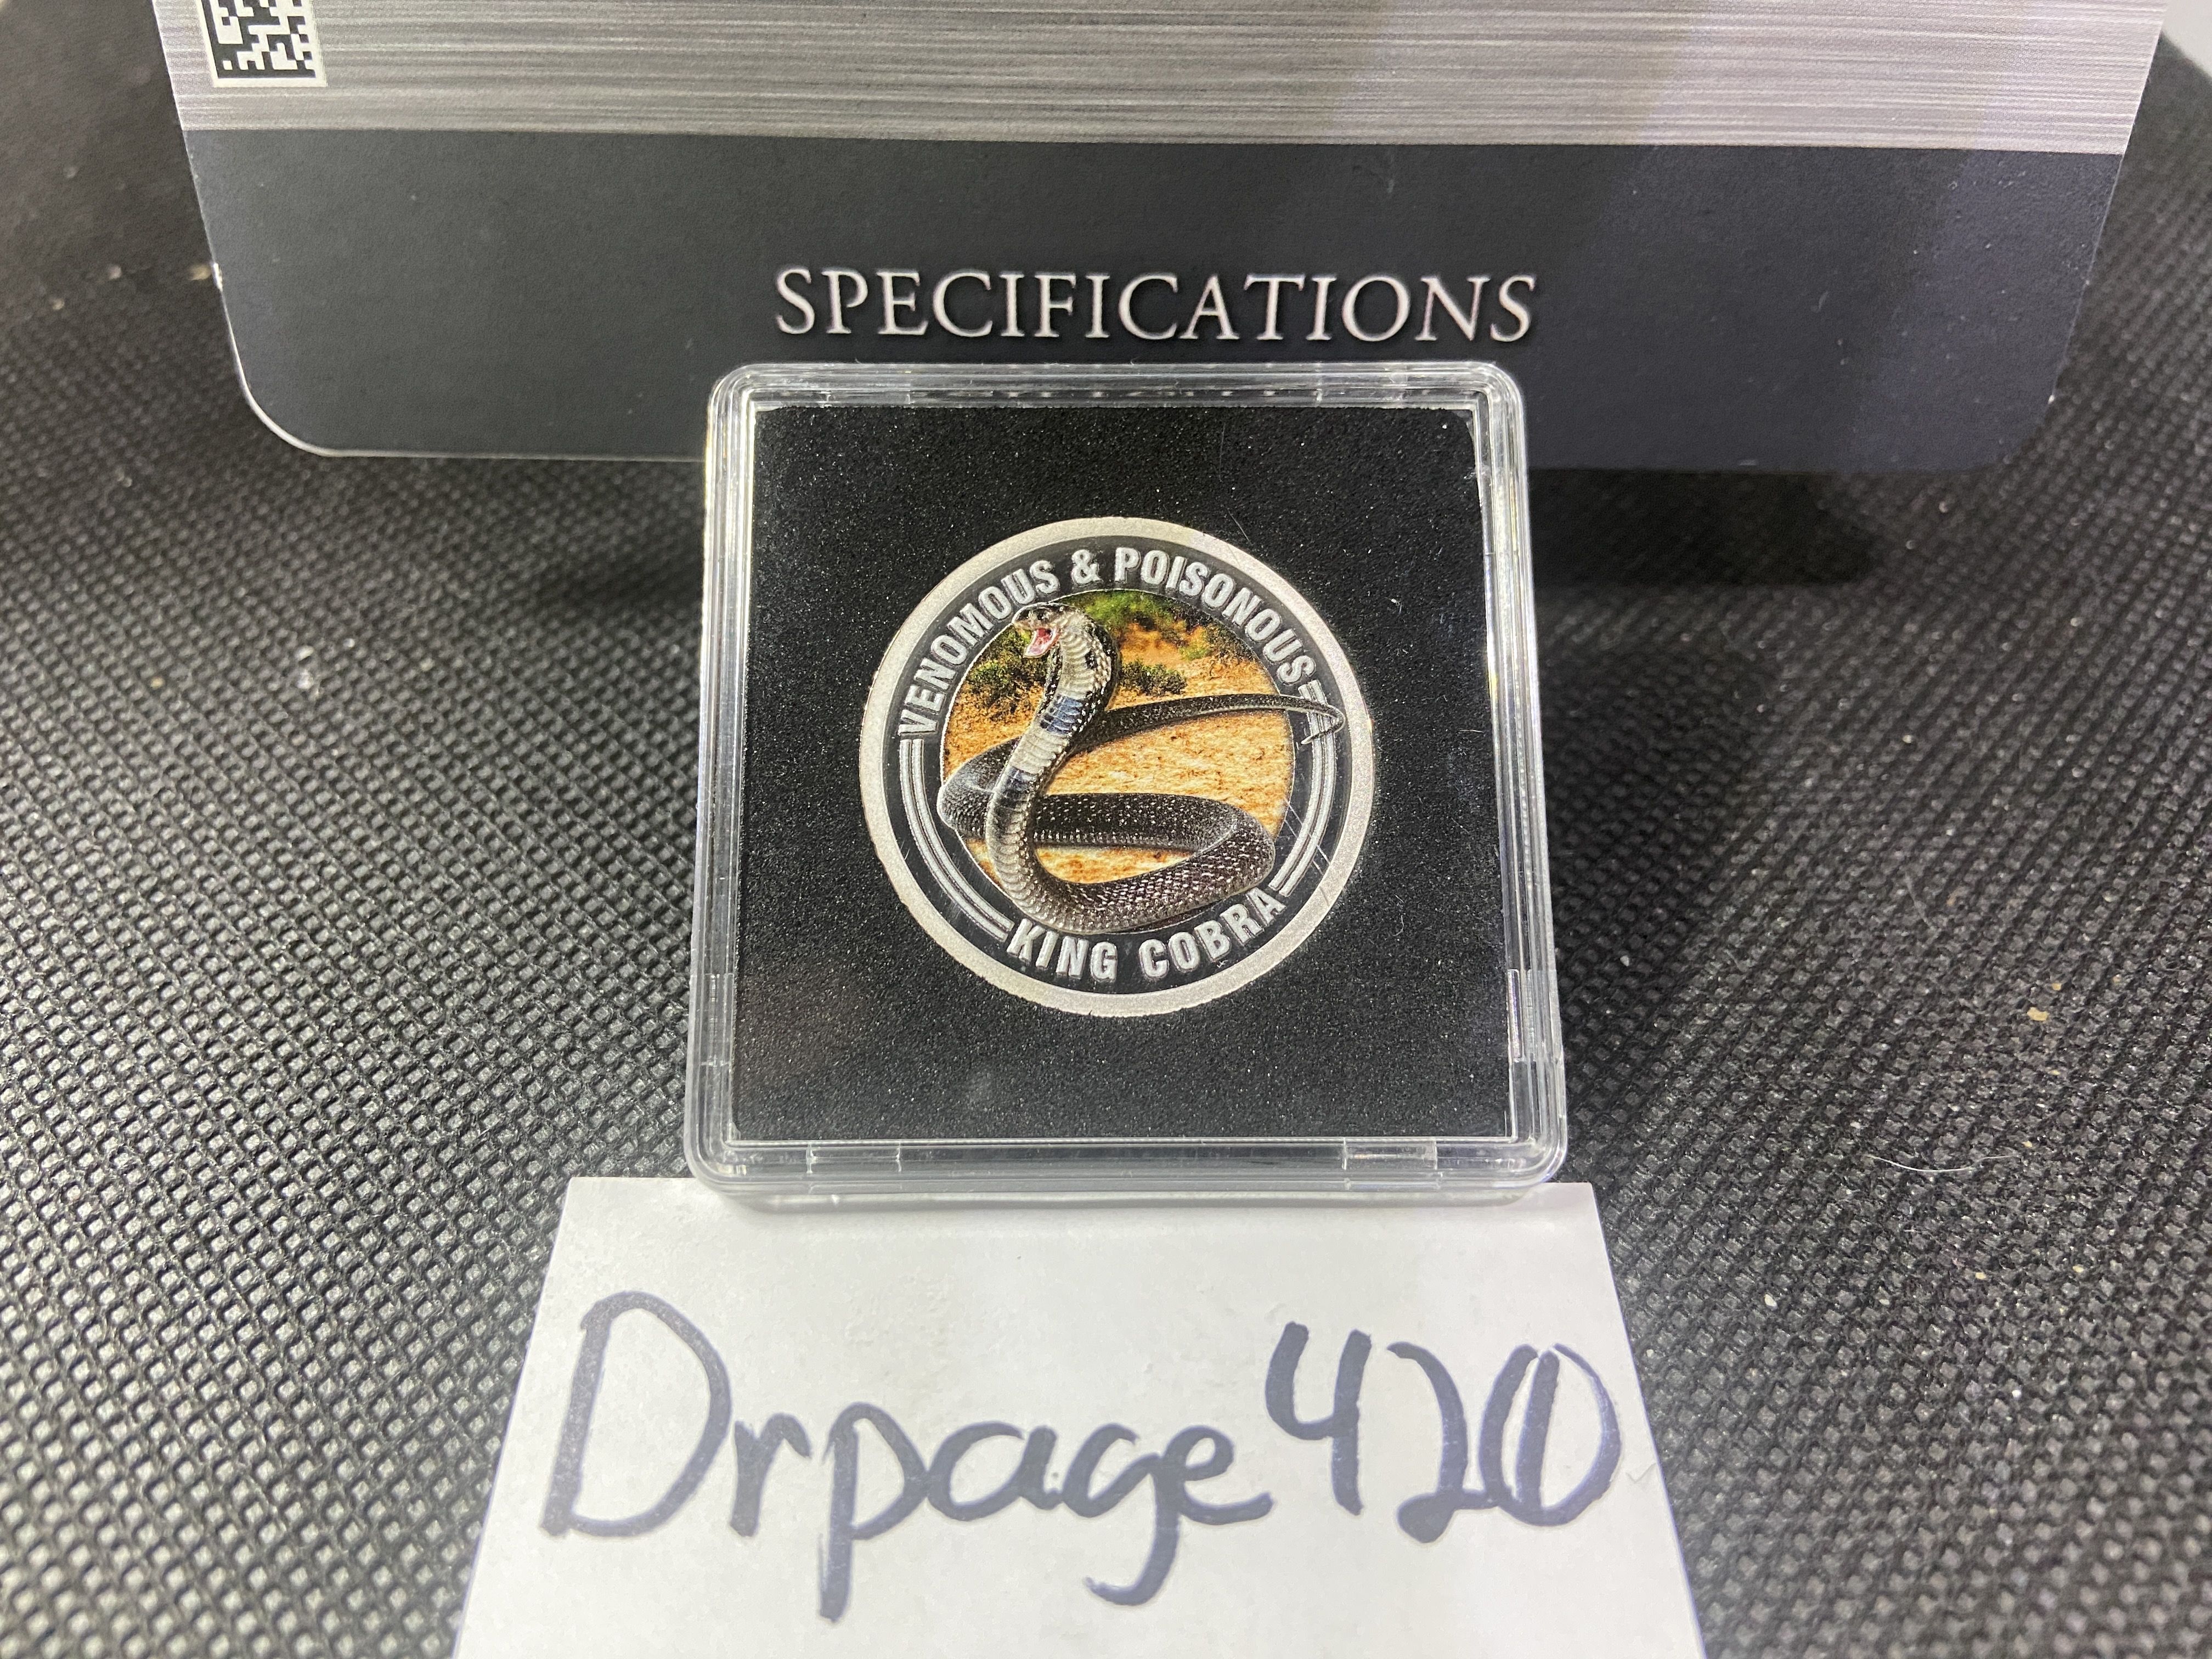 SPECIFICATIONS
VENOMOUS & POISONOUS
KING COBRA
Drpage420